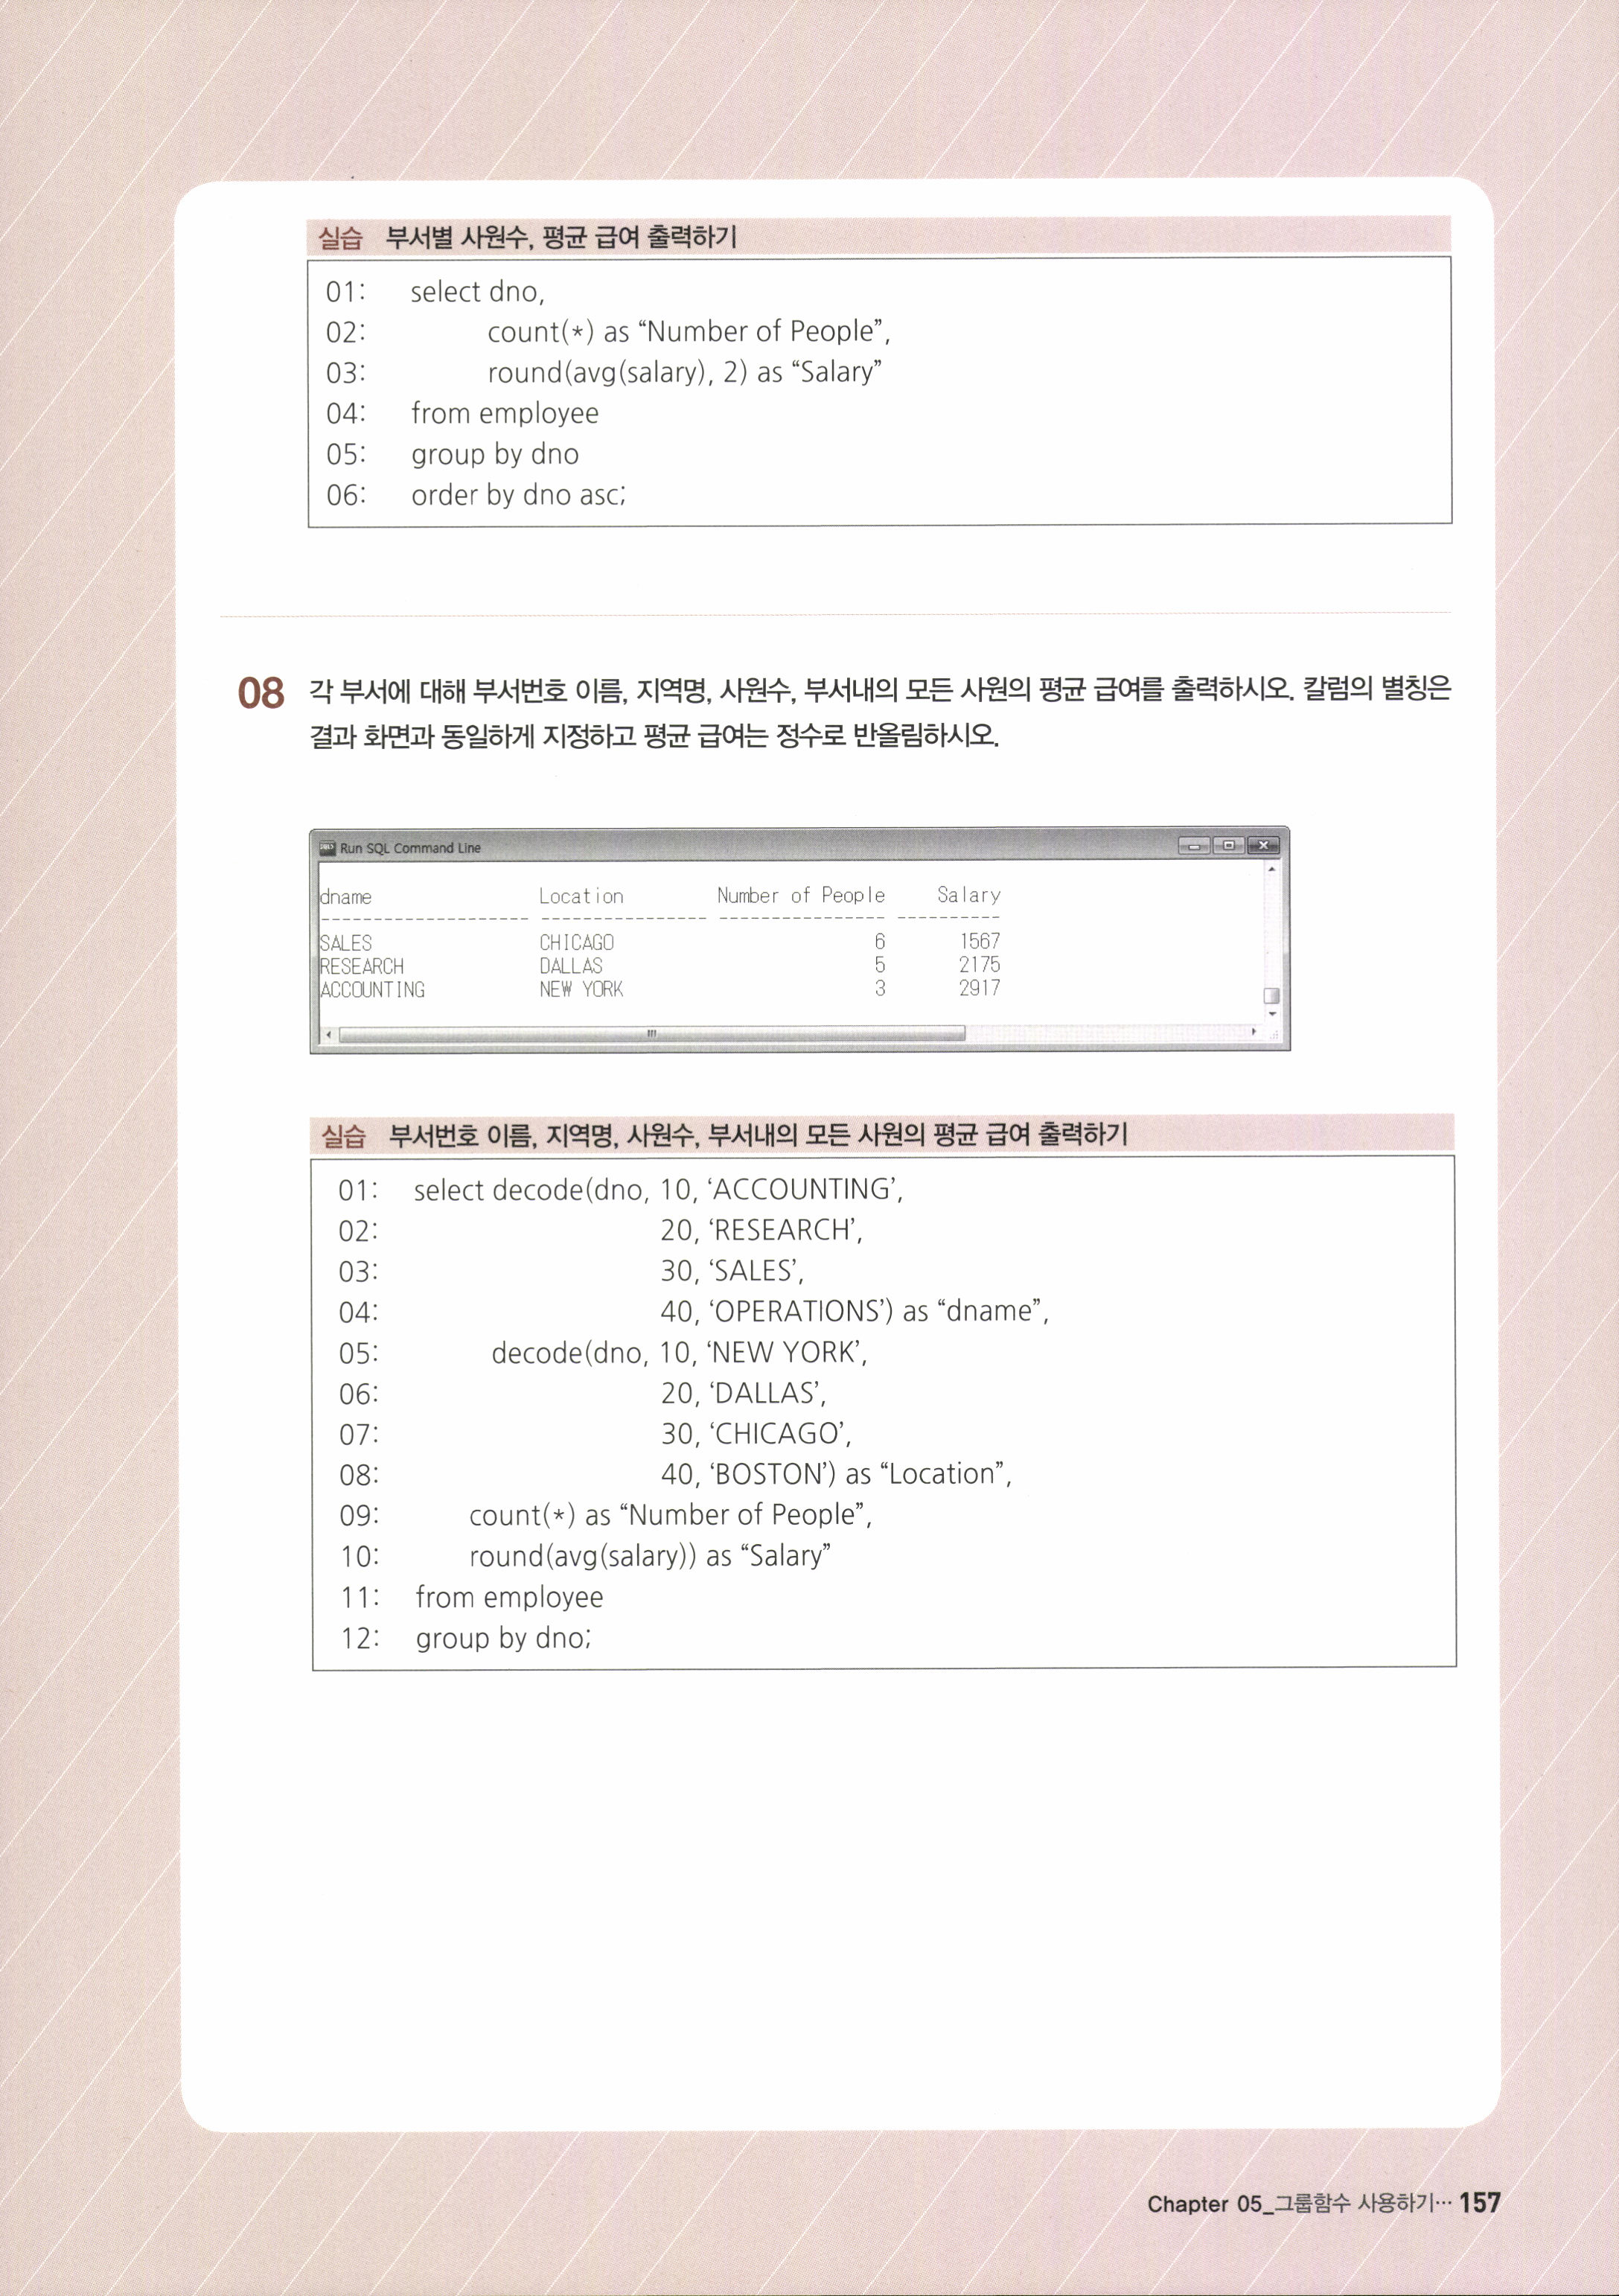 실습 부서별 사원수, 평균 급여 출력하기
01: select dno,
02: count(*) as “Number of People”,
03: round(avg(salary), 2) as “Salary”
04: from employee
05: group by dno
06: order by dno asc;
08 각 부서에 대해 부서번호 이름, 지역명, 사원수, 부서내의 모든 사원의 평균 급여를 출력하시오. 칼럼의 별칭은
결과 화면과 동일하게 지정하고 평균 급여는 정수로 반올림하시오.
Run SQL Command Line
dname Location Number of People Salary
-------------------- ---------------- ---------------- ----------
SALES CHICAGO 6 1567
RESEARCH DALLAS 5 2175
ACCOUNTING NEW YORK 3 2917
실습 부서번호 이름, 지역명, 사원수, 부서내의 모든 사원의 평균 급여 출력하기
01: select decode(dno, 10, ‘ACCOUNTING’,
02: 20, ‘RESEARCH’,
03: 30, ‘SALES’,
04: 40, ‘OPERATIONS’) as “dname”,
05: decode(dno, 10, ‘NEW YORK’,
06: 20, ‘DALLAS’,
07: 30, ‘CHICAGO’,
08: 40, ‘BOSTON’) as “Location”,
09: count(*) as “Number of People”,
10: round(avg(salary)) as “Salary”
11: from employee
12: group by dno;
Chapter 05_그룹함수 사용하기… 157